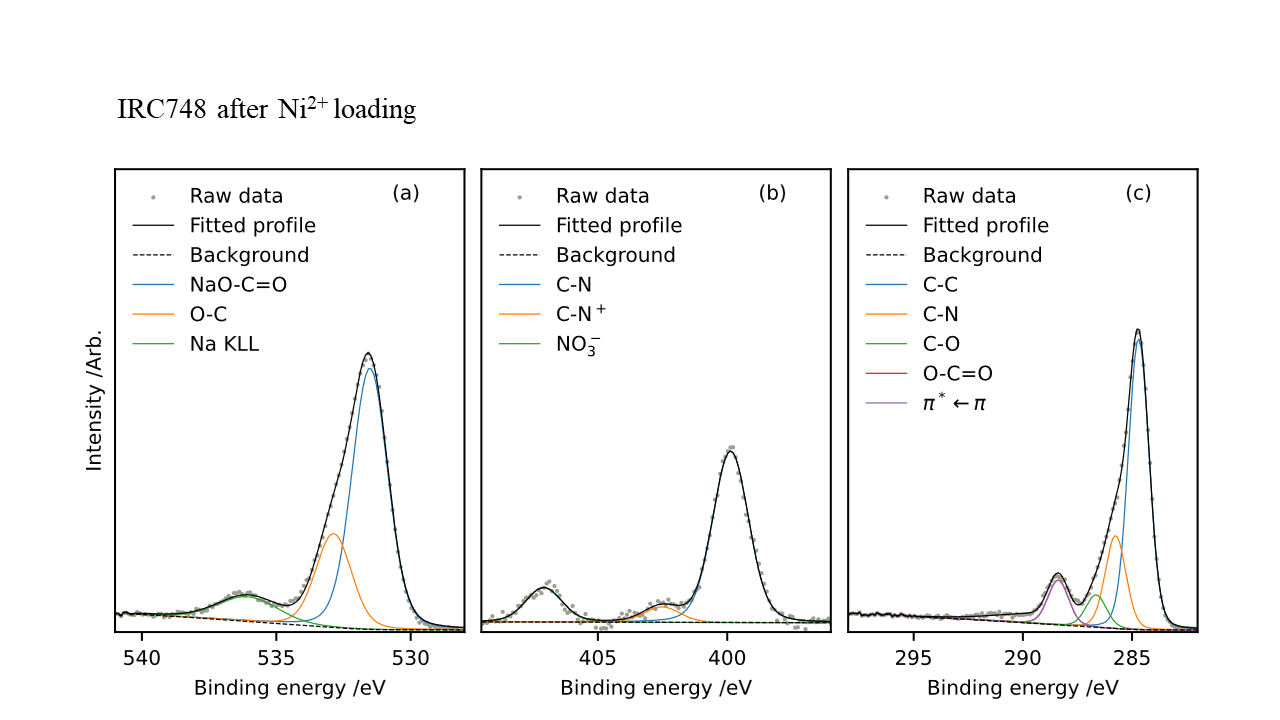 IRC748 after Ni²⁺ loading
Intensity /Arb.
Raw data
(a)
Fitted profile
Background
NaO-C=O
O-C
Na KLL
540 535 530
Binding energy /eV
Raw data
(b)
Fitted profile
Background
C-N
C-N⁺
NO₃⁻
405 400
Binding energy /eV
Raw data
(c)
Fitted profile
Background
C-C
C-N
C-O
O-C=O
π* ← π
295 290 285
Binding energy /eV